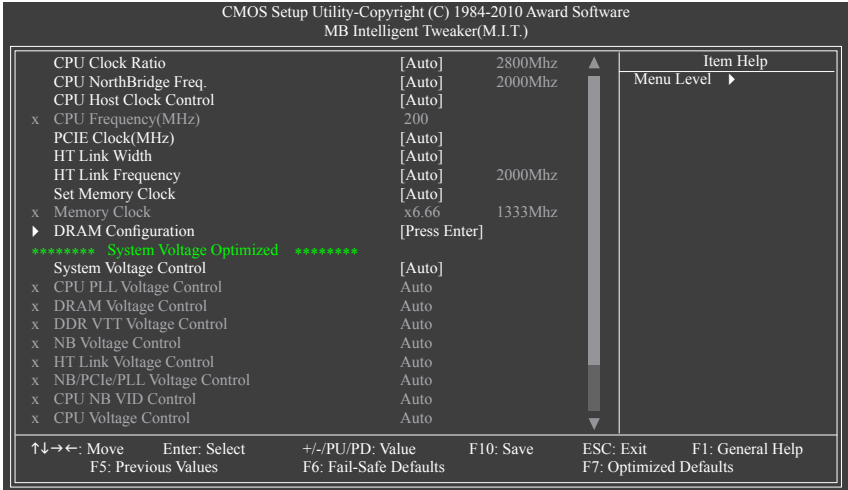 CMOS Setup Utility-Copyright (C) 1984-2010 Award Software
MB Intelligent Tweaker(M.I.T.)
CPU Clock Ratio [Auto] 2800Mhz
CPU NorthBridge Freq. [Auto] 2000Mhz
CPU Host Clock Control [Auto]
x CPU Frequency(MHz) 200
PCIE Clock(MHz) [Auto]
HT Link Width [Auto]
HT Link Frequency [Auto] 2000Mhz
Set Memory Clock [Auto]
x Memory Clock x6.66 1333Mhz
DRAM Configuration [Press Enter]
******** System Voltage Optimized ********
System Voltage Control [Auto]
x CPU PLL Voltage Control Auto
x DRAM Voltage Control Auto
x DDR VTT Voltage Control Auto
x NB Voltage Control Auto
x HT Link Voltage Control Auto
x NB/PCIe/PLL Voltage Control Auto
x CPU NB VID Control Auto
x CPU Voltage Control Auto
Item Help
Menu Level
↑↓→←: Move Enter: Select +/-/PU/PD: Value F10: Save ESC: Exit F1: General Help
F5: Previous Values F6: Fail-Safe Defaults F7: Optimized Defaults